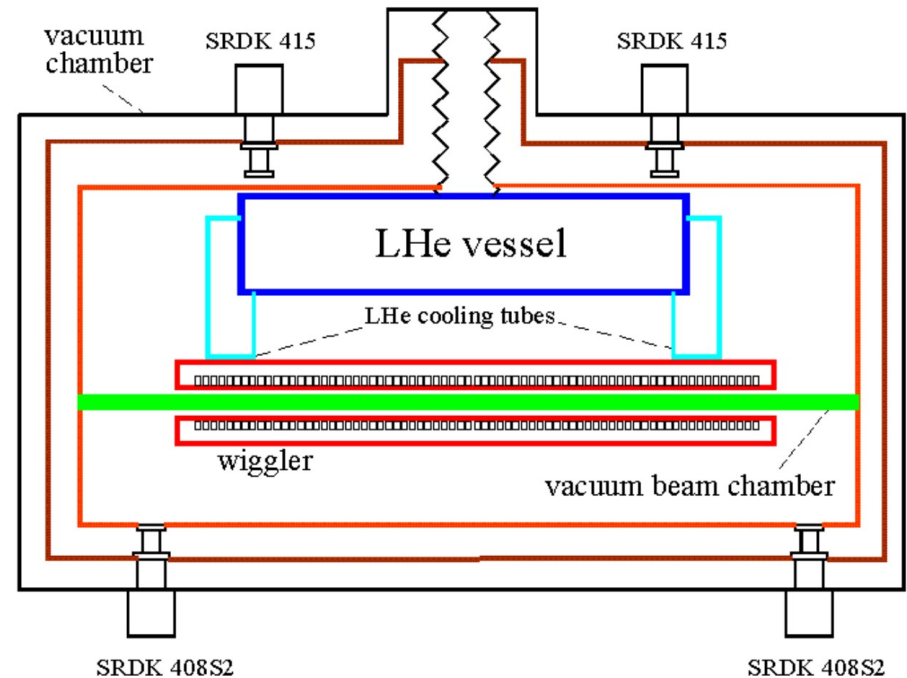 vacuum
chamber
SRDK 415
SRDK 415
LHe vessel
LHe cooling tubes
wiggler
vacuum beam chamber
SRDK 408S2
SRDK 408S2